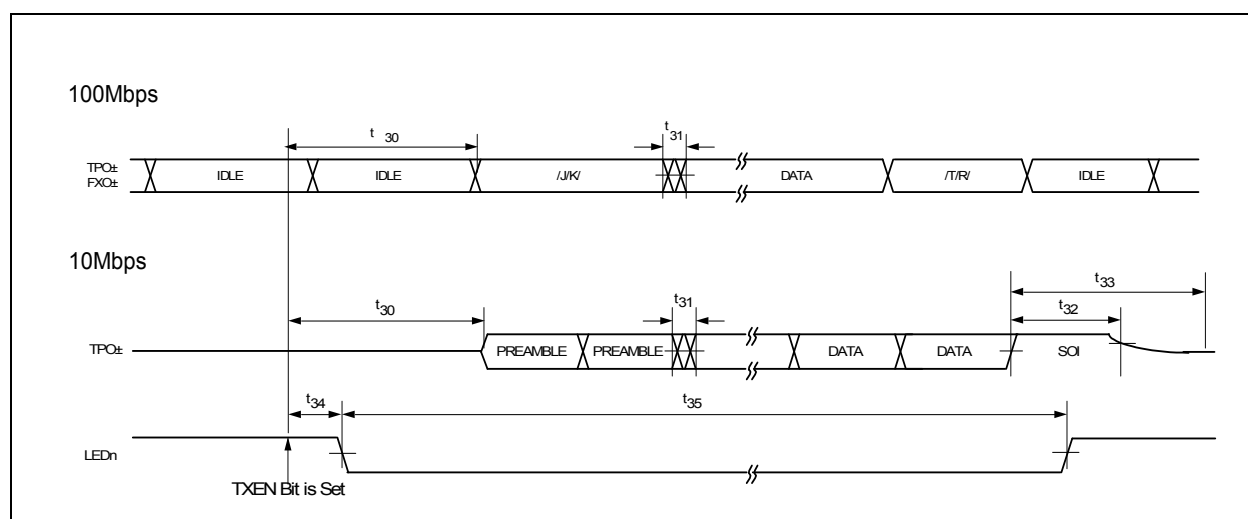 100Mbps
t 30
t31
TPO±
FXO±
IDLE
IDLE
/J/K/
DATA
/T/R/
IDLE
10Mbps
t33
t30
t31
t32
TPO±
PREAMBLE
PREAMBLE
DATA
DATA
SOI
t34
t35
LEDn
TXEN Bit is Set